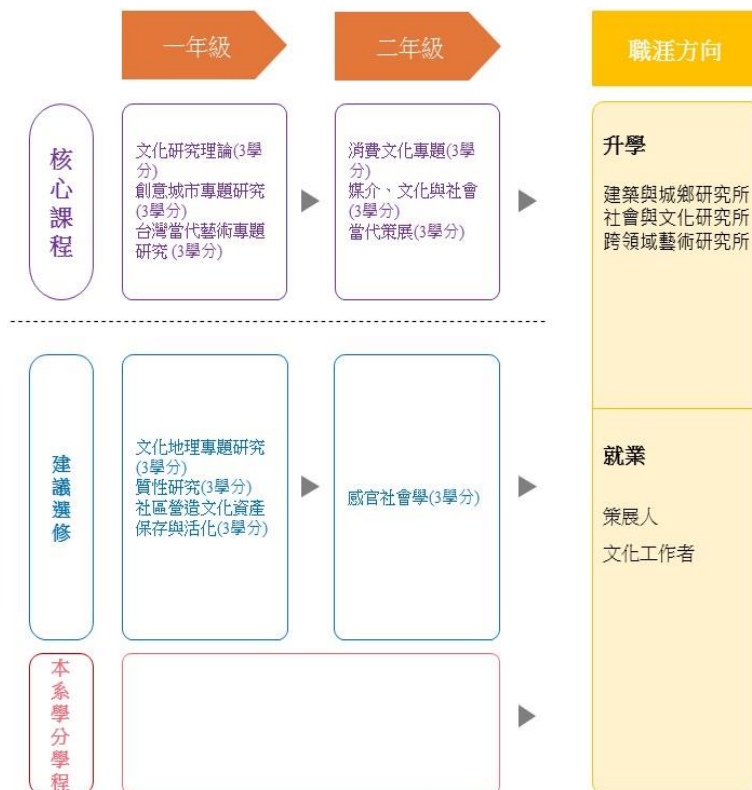 一年級
二年級
職涯方向
核心課程
文化研究理論(3學
分)
創意城市專題研究
(3學分)
台灣當代藝術專題
研究 (3學分)
消費文化專題(3學
分)
媒介、文化與社會
(3學分)
當代策展(3學分)
升學
建築與城鄉研究所
社會與文化研究所
跨領域藝術研究所
建議選修
文化地理專題研究
(3學分)
質性研究(3學分)
社區營造文化資產
保存與活化(3學分)
感官社會學(3學分)
就業
策展人
文化工作者
本系學分學程